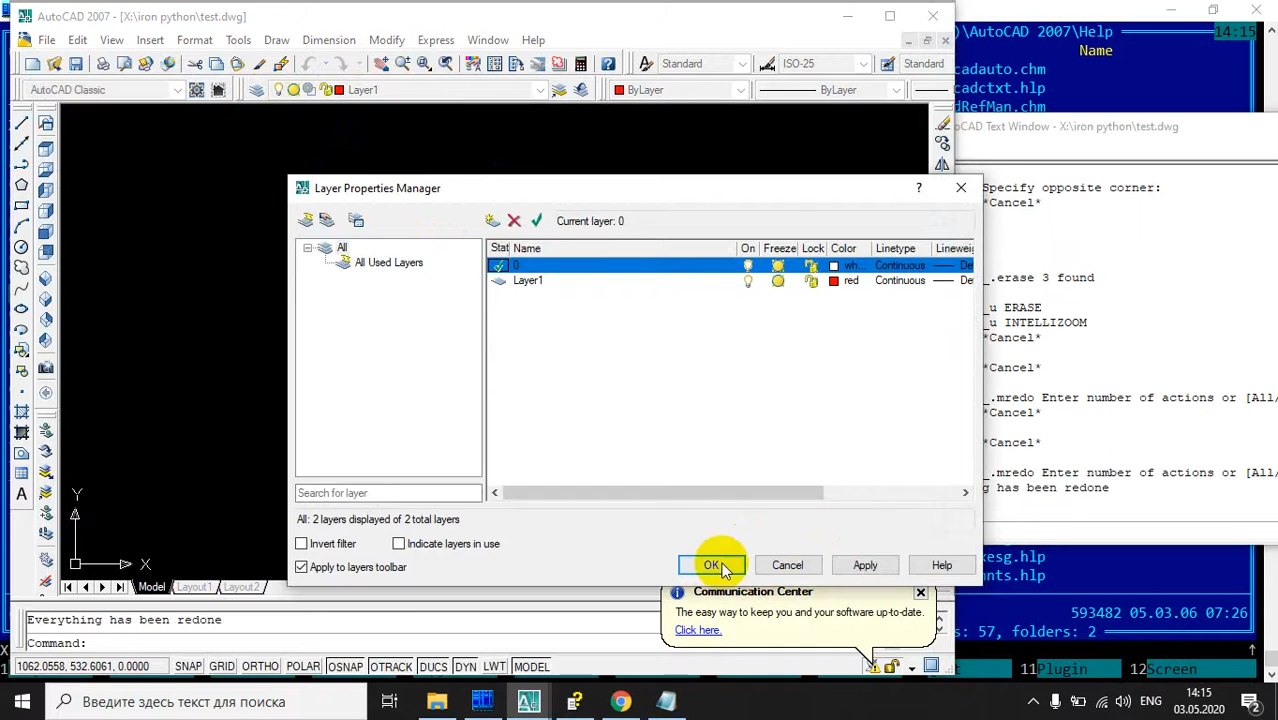 AutoCAD 2007 - [X:\iron python\test.dwg]
File Edit View Insert Format Tools Draw Dimension Modify Express Window Help
Standard ISO-25 Standard
AutoCAD Classic Layer1 ByLayer ByLayer
)\AutoCAD 2007\Help 14:15
Name
cadauto.chm
cadctxt.hlp
dRefMan.chm
CAD Text Window - X:\iron python\test.dwg
Specify opposite corner:
*Cancel*
_.erase 3 found
_u ERASE
_u INTELLIZOOM
*Cancel*
*Cancel*
_.mredo Enter number of actions or [All/
*Cancel*
*Cancel*
_.mredo Enter number of actions or [All/
g has been redone
xesg.hlp
nts.hlp
593482 05.03.06 07:26
s: 57, folders: 2
11Plugin 12Screen
Layer Properties Manager ?
Current layer: 0
All
All Used Layers
Stat Name On Freeze Lock Color Linetype Lineweig
0 wh... Continuous De
Layer1 red Continuous De
Search for layer
All: 2 layers displayed of 2 total layers
Invert filter Indicate layers in use
Apply to layers toolbar
OK Cancel Apply Help
Y
X
Model Layout1 Layout2
Communication Center
The easy way to keep you and your software up-to-date.
Click here.
Everything has been redone
Command:
1062.0558, 532.6061, 0.0000 SNAP GRID ORTHO POLAR OSNAP OTRACK DUCS DYN LWT MODEL
Введите здесь текст для поиска
ENG
14:15
03.05.2020
2